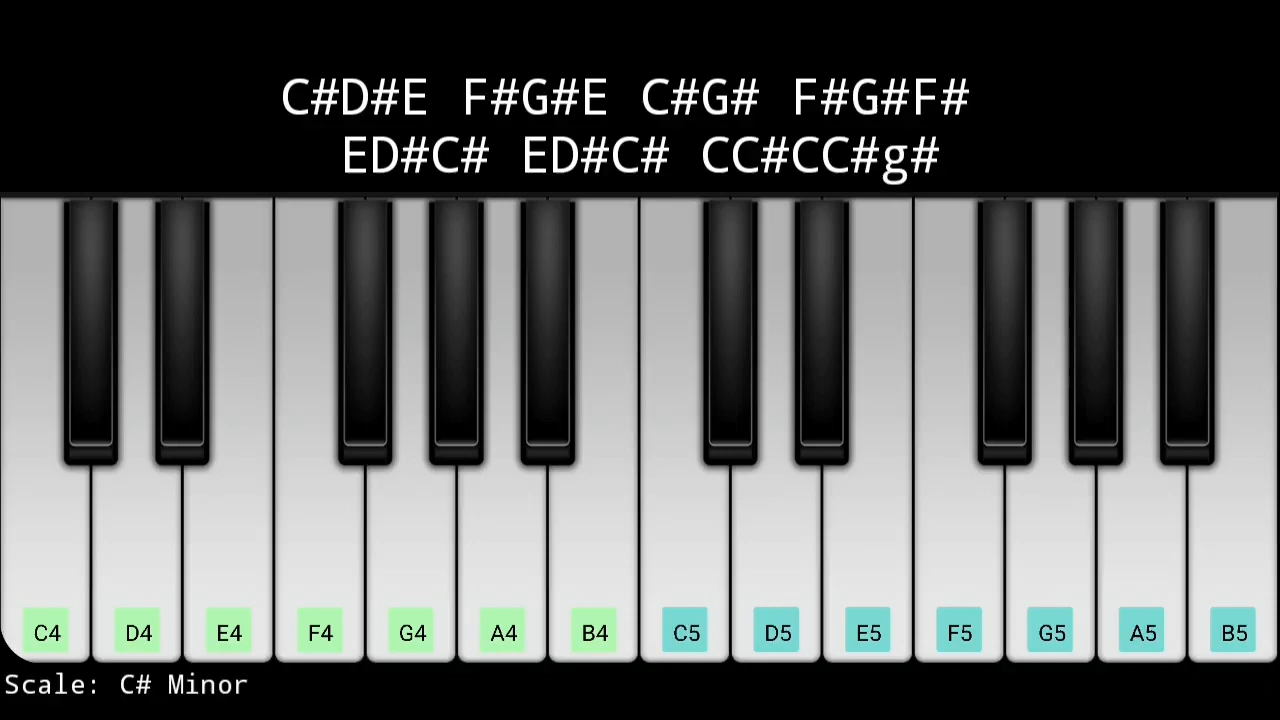 C#D#E F#G#E C#G# F#G#F#
ED#C# ED#C# CC#CC#g#
C4 D4 E4 F4 G4 A4 B4 C5 D5 E5 F5 G5 A5 B5
Scale: C# Minor